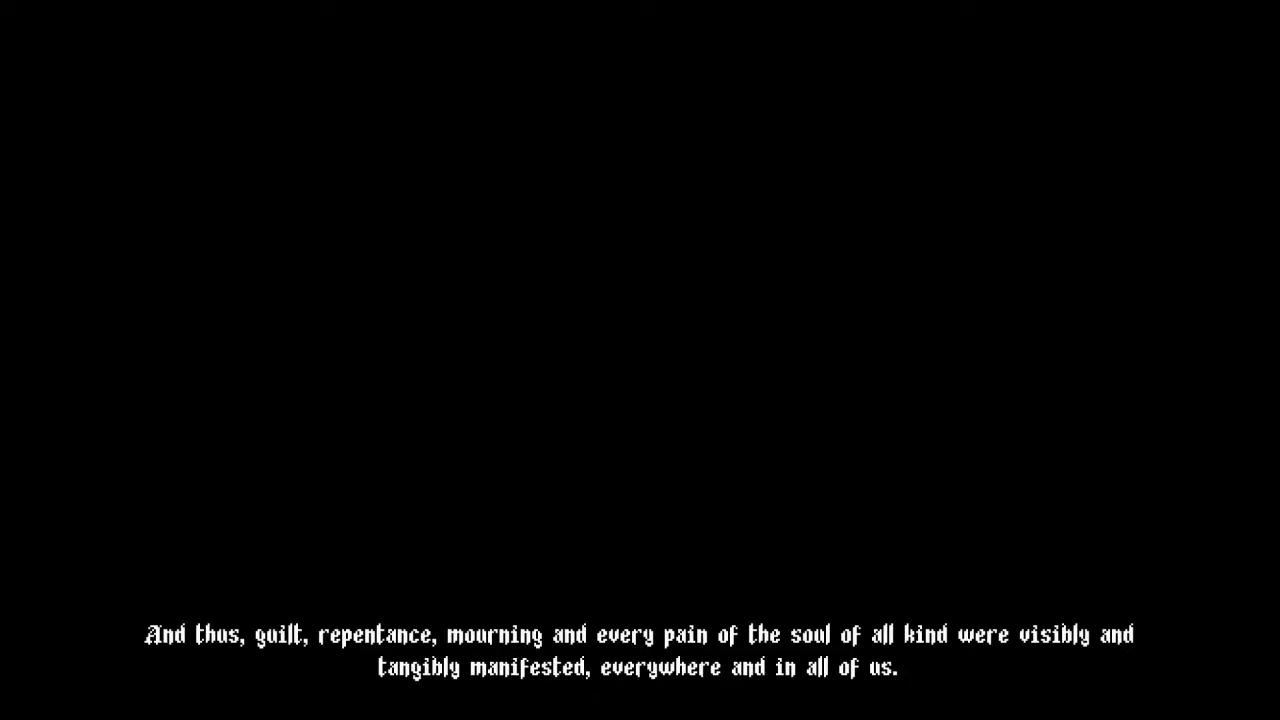 And thus, guilt, repentance, mourning and every pain of the soul of all kind were visibly and
tangibly manifested, everywhere and in all of us.